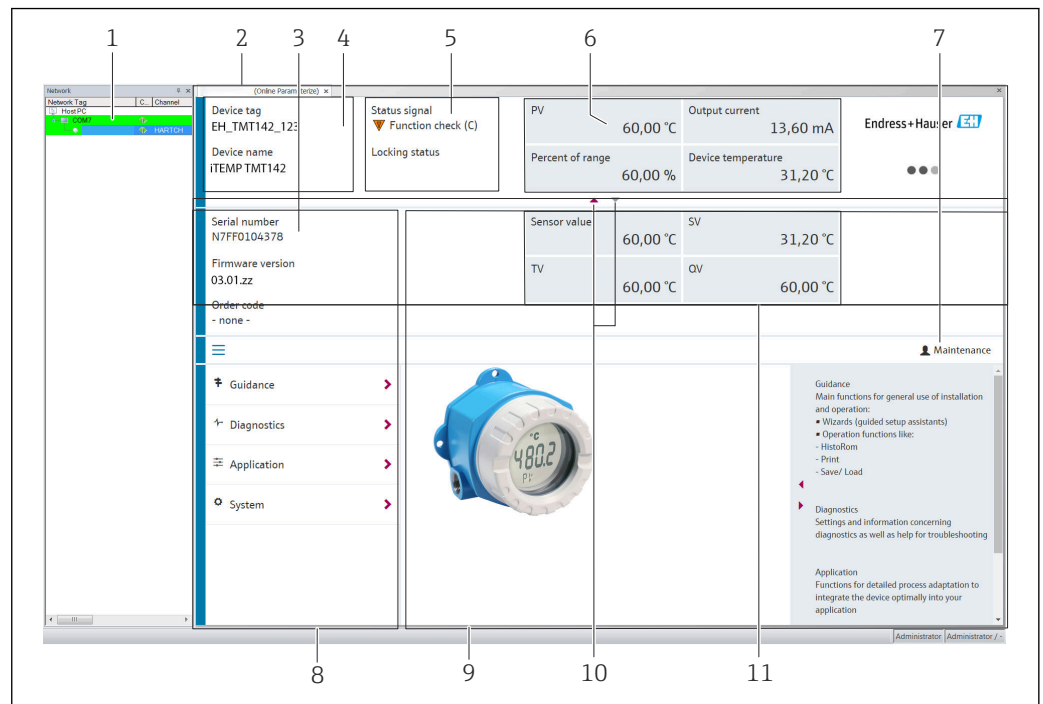 1 2 3 4 5 6 7
Network
(Online Parameterize) ×
Network Tag C... Channel
Host PC
COM7
HARTCH
Device tag
EH_TMT142_123
Device name
iTEMP TMT142
Status signal
Function check (C)
Locking status
PV
60,00 °C
Output current
13,60 mA
Percent of range
60,00 %
Device temperature
31,20 °C
Endress+Hauser EH
Serial number
N7FF0104378
Firmware version
03.01.zz
Order code
- none -
Sensor value
60,00 °C
SV
31,20 °C
TV
60,00 °C
QV
60,00 °C
Maintenance
Guidance
Diagnostics
Application
System
°C
480.2
PV
Guidance
Main functions for general use of installation
and operation:
▪ Wizards (guided setup assistants)
▪ Operation functions like:
- HistoRom
- Print
- Save/ Load
Diagnostics
Settings and information concerning
diagnostics as well as help for troubleshooting
Application
Functions for detailed process adaptation to
integrate the device optimally into your
application
Administrator Administrator / -
8 9 10 11